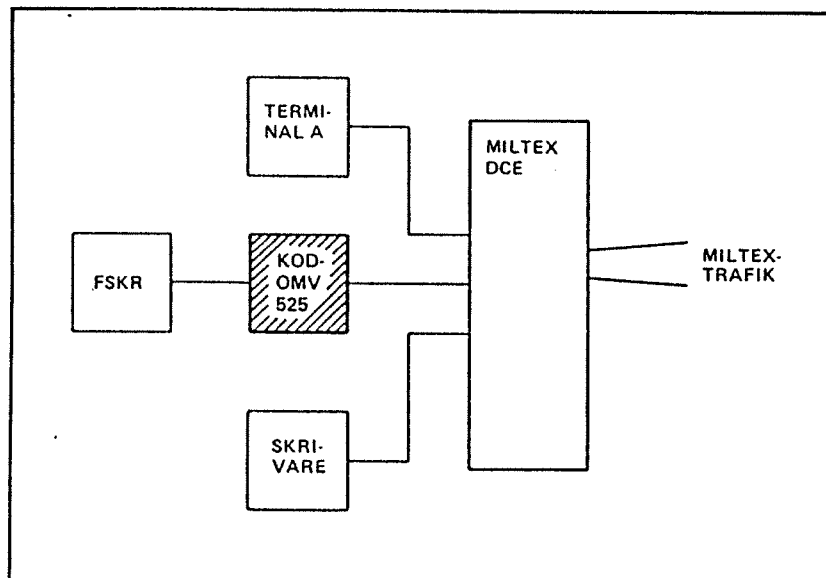 TERMI-
NAL A
MILTEX
DCE
FSKR
KOD-
OMV
525
MILTEX-
TRAFIK
SKRI-
VARE